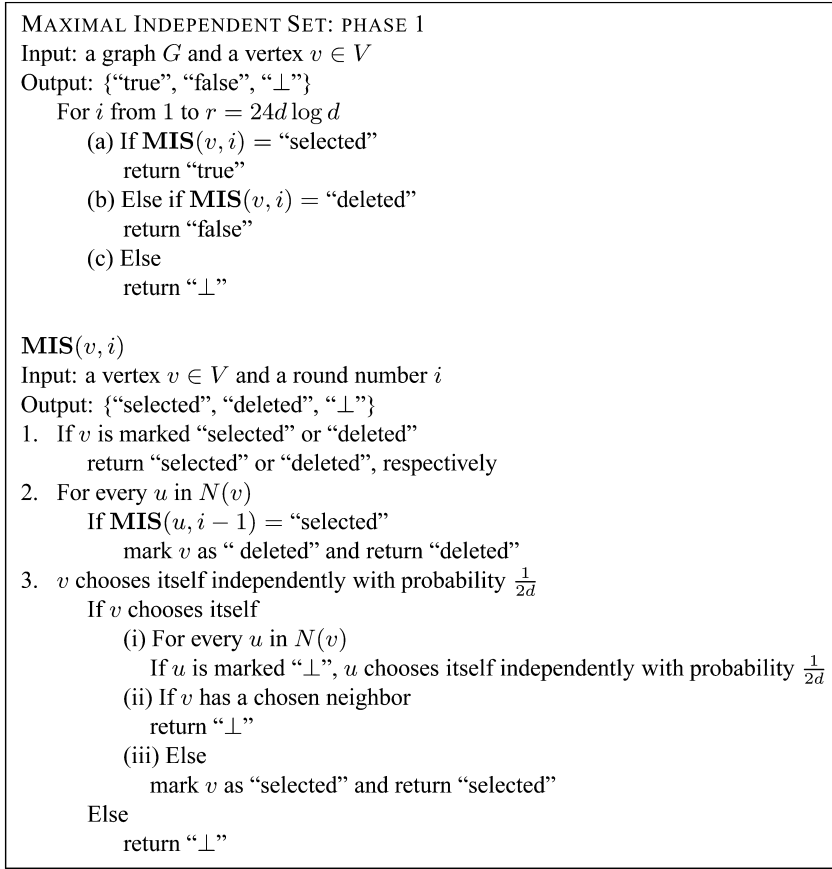 MAXIMAL INDEPENDENT SET: PHASE 1
Input: a graph G and a vertex v ∈ V
Output: {“true”, “false”, “⊥”}
For i from 1 to r = 24d log d
(a) If MIS(v, i) = “selected”
return “true”
(b) Else if MIS(v, i) = “deleted”
return “false”
(c) Else
return “⊥”
MIS(v, i)
Input: a vertex v ∈ V and a round number i
Output: {“selected”, “deleted”, “⊥”}
1. If v is marked “selected” or “deleted”
return “selected” or “deleted”, respectively
2. For every u in N(v)
If MIS(u, i − 1) = “selected”
mark v as “ deleted” and return “deleted”
3. v chooses itself independently with probability 1/2d
If v chooses itself
(i) For every u in N(v)
If u is marked “⊥”, u chooses itself independently with probability 1/2d
(ii) If v has a chosen neighbor
return “⊥”
(iii) Else
mark v as “selected” and return “selected”
Else
return “⊥”